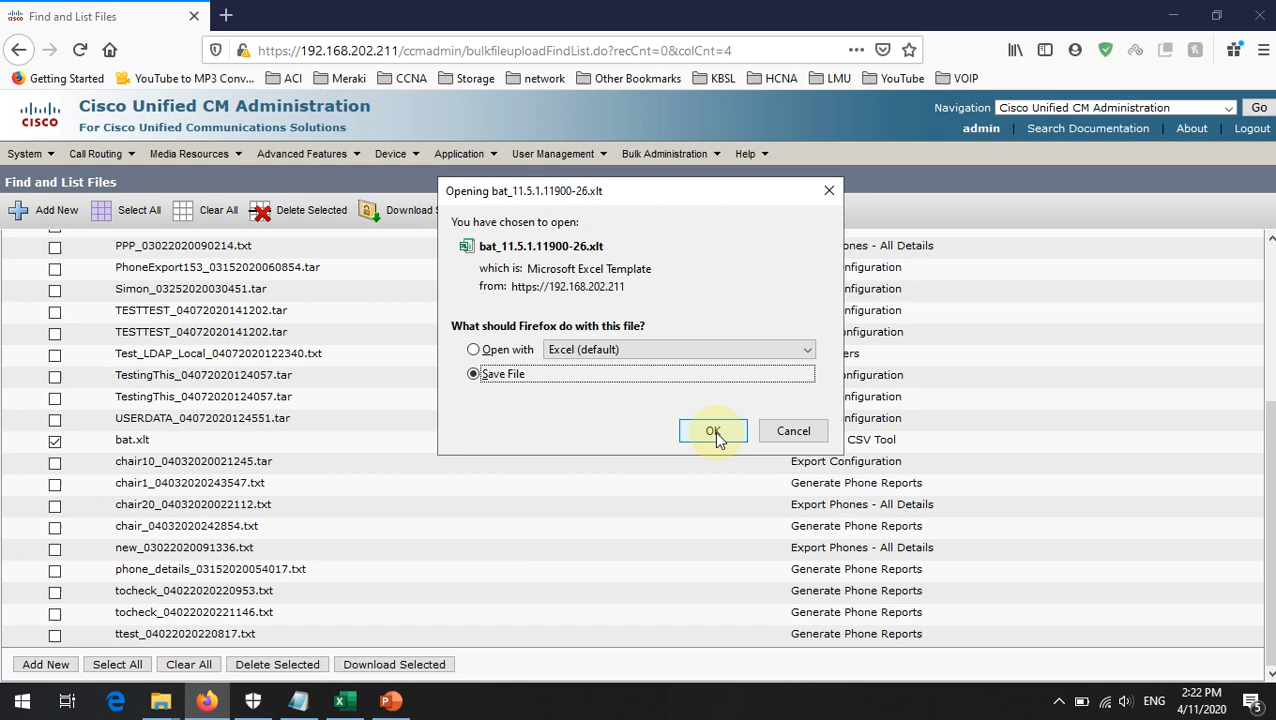 Find and List Files
https://192.168.202.211/ccmadmin/bulkfileuploadFindList.do?recCnt=0&colCnt=4
Getting Started
YouTube to MP3 Conv...
ACI
Meraki
CCNA
Storage
network
Other Bookmarks
KBSL
HCNA
LMU
YouTube
VOIP
CISCO
Cisco Unified CM Administration
For Cisco Unified Communications Solutions
Navigation Cisco Unified CM Administration Go
admin | Search Documentation | About | Logout
System Call Routing Media Resources Advanced Features Device Application User Management Bulk Administration Help
Find and List Files
Add New Select All Clear All Delete Selected Download S
PPP_03022020090214.txt - All Details
PhoneExport153_03152020060854.tar nfiguration
Simon_03252020030451.tar nfiguration
TESTTEST_04072020141202.tar nfiguration
TESTTEST_04072020141202.tar nfiguration
Test_LDAP_Local_04072020122340.txt ers
TestingThis_04072020124057.tar nfiguration
TestingThis_04072020124057.tar nfiguration
USERDATA_04072020124551.tar nfiguration
bat.xlt CSV Tool
chair10_04032020021245.tar Export Configuration
chair1_04032020243547.txt Generate Phone Reports
chair20_04032020022112.txt Export Phones - All Details
chair_04032020242854.txt Generate Phone Reports
new_03022020091336.txt Export Phones - All Details
phone_details_03152020054017.txt Generate Phone Reports
tocheck_04022020220953.txt Generate Phone Reports
tocheck_04022020221146.txt Generate Phone Reports
ttest_04022020220817.txt Generate Phone Reports
Add New Select All Clear All Delete Selected Download Selected
Opening bat_11.5.1.11900-26.xlt
You have chosen to open:
bat_11.5.1.11900-26.xlt
which is: Microsoft Excel Template
from: https://192.168.202.211
What should Firefox do with this file?
Open with Excel (default)
Save File
OK Cancel
ENG
2:22 PM
4/11/2020
5